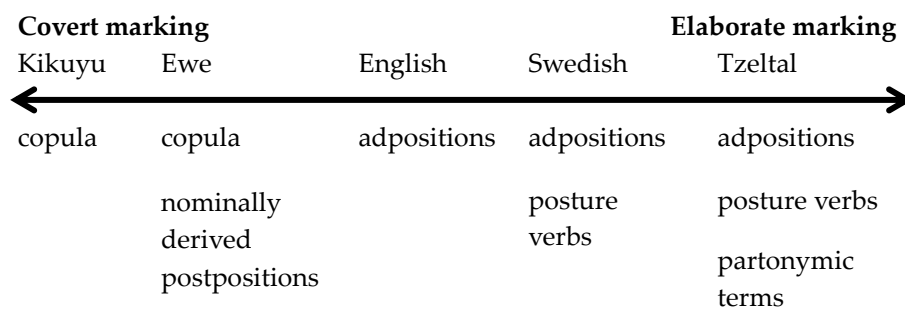 Covert marking Elaborate marking
Kikuyu Ewe English Swedish Tzeltal
copula copula adpositions adpositions adpositions
nominally derived postpositions
posture verbs
posture verbs
partonymic terms